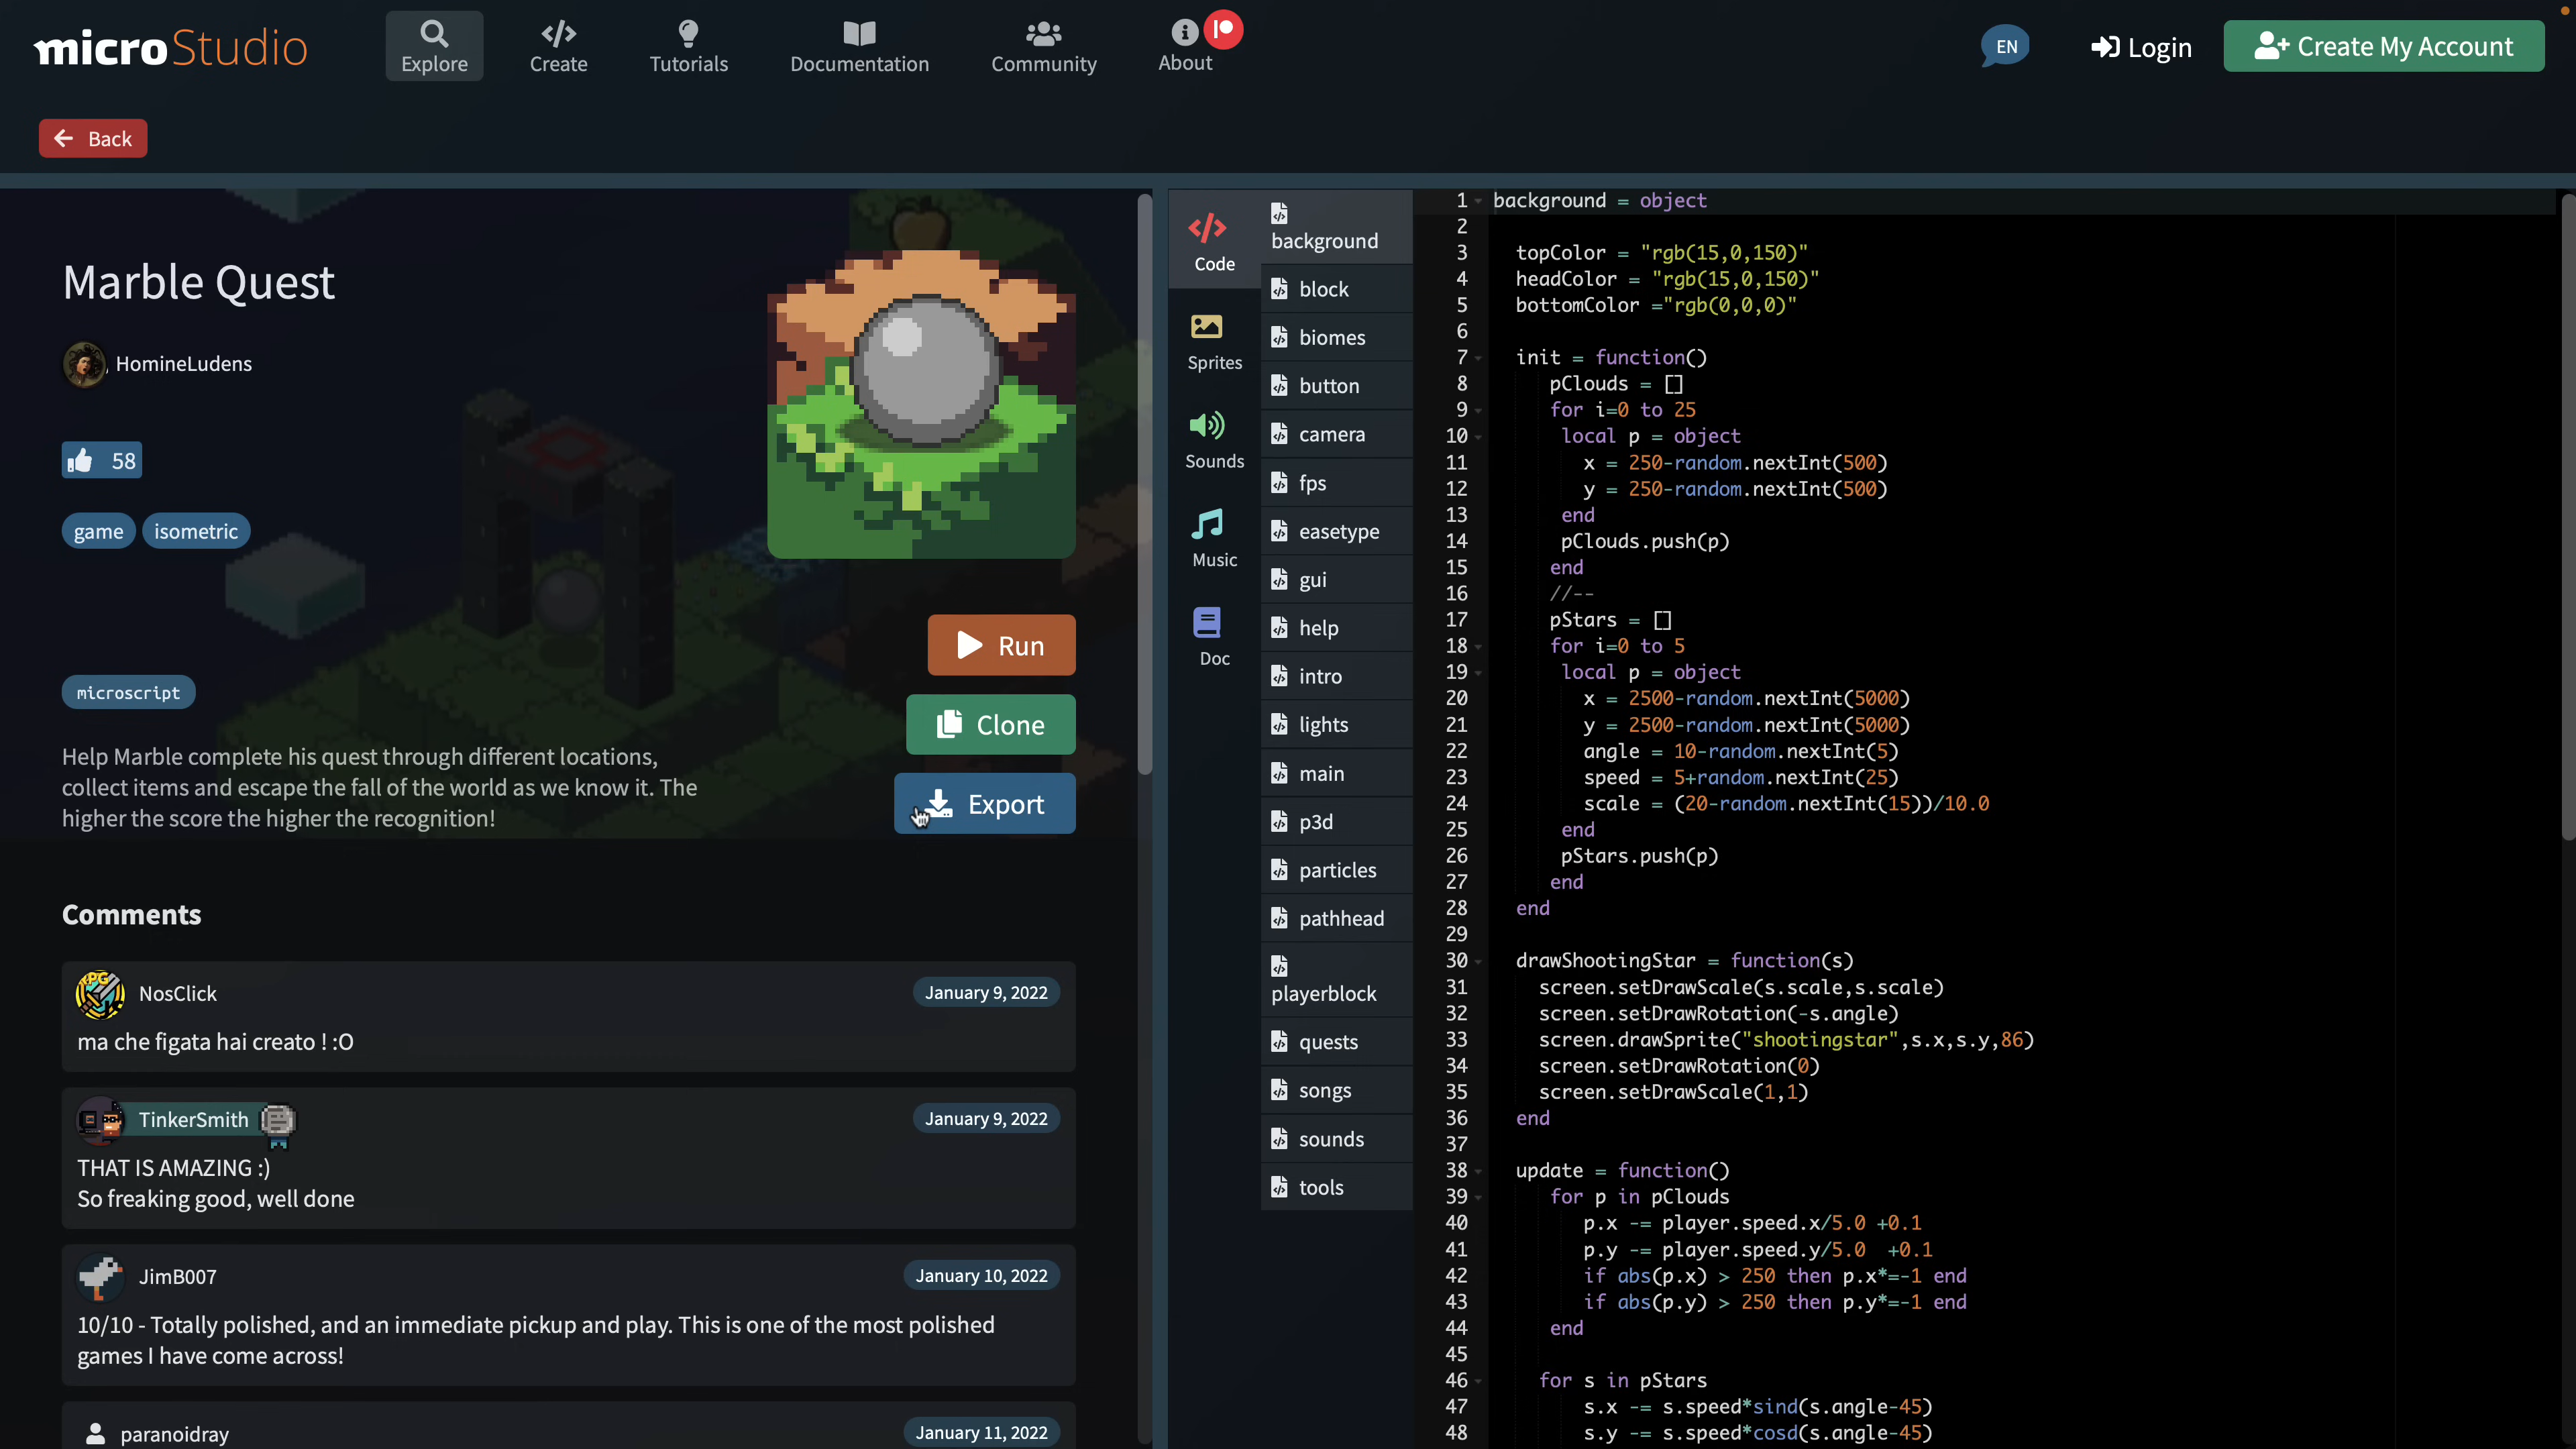 microStudio
Explore
Create
Tutorials
Documentation
Community
About
EN
Login
Create My Account
Back
Marble Quest
HomineLudens
58
game
isometric
microscript
Help Marble complete his quest through different locations,
collect items and escape the fall of the world as we know it. The
higher the score the higher the recognition!
Run
Clone
Export
Comments
NosClick
January 9, 2022
ma che figata hai creato ! :O
TinkerSmith
January 9, 2022
THAT IS AMAZING :)
So freaking good, well done
JimB007
January 10, 2022
10/10 - Totally polished, and an immediate pickup and play. This is one of the most polished
games I have come across!
paranoidray
January 11, 2022
Code
Sprites
Sounds
Music
Doc
background
block
biomes
button
camera
fps
easetype
gui
help
intro
lights
main
p3d
particles
pathhead
playerblock
quests
songs
sounds
tools
1 background = object
2
3 topColor = "rgb(15,0,150)"
4 headColor = "rgb(15,0,150)"
5 bottomColor ="rgb(0,0,0)"
6
7 init = function()
8 pClouds = []
9 for i=0 to 25
10 local p = object
11 x = 250-random.nextInt(500)
12 y = 250-random.nextInt(500)
13 end
14 pClouds.push(p)
15 end
16 //--
17 pStars = []
18 for i=0 to 5
19 local p = object
20 x = 2500-random.nextInt(5000)
21 y = 2500-random.nextInt(5000)
22 angle = 10-random.nextInt(5)
23 speed = 5+random.nextInt(25)
24 scale = (20-random.nextInt(15))/10.0
25 end
26 pStars.push(p)
27 end
28 end
29
30 drawShootingStar = function(s)
31 screen.setDrawScale(s.scale,s.scale)
32 screen.setDrawRotation(-s.angle)
33 screen.drawSprite("shootingstar",s.x,s.y,86)
34 screen.setDrawRotation(0)
35 screen.setDrawScale(1,1)
36 end
37
38 update = function()
39 for p in pClouds
40 p.x -= player.speed.x/5.0 +0.1
41 p.y -= player.speed.y/5.0 +0.1
42 if abs(p.x) > 250 then p.x*=-1 end
43 if abs(p.y) > 250 then p.y*=-1 end
44 end
45
46 for s in pStars
47 s.x -= s.speed*sind(s.angle-45)
48 s.y -= s.speed*cosd(s.angle-45)